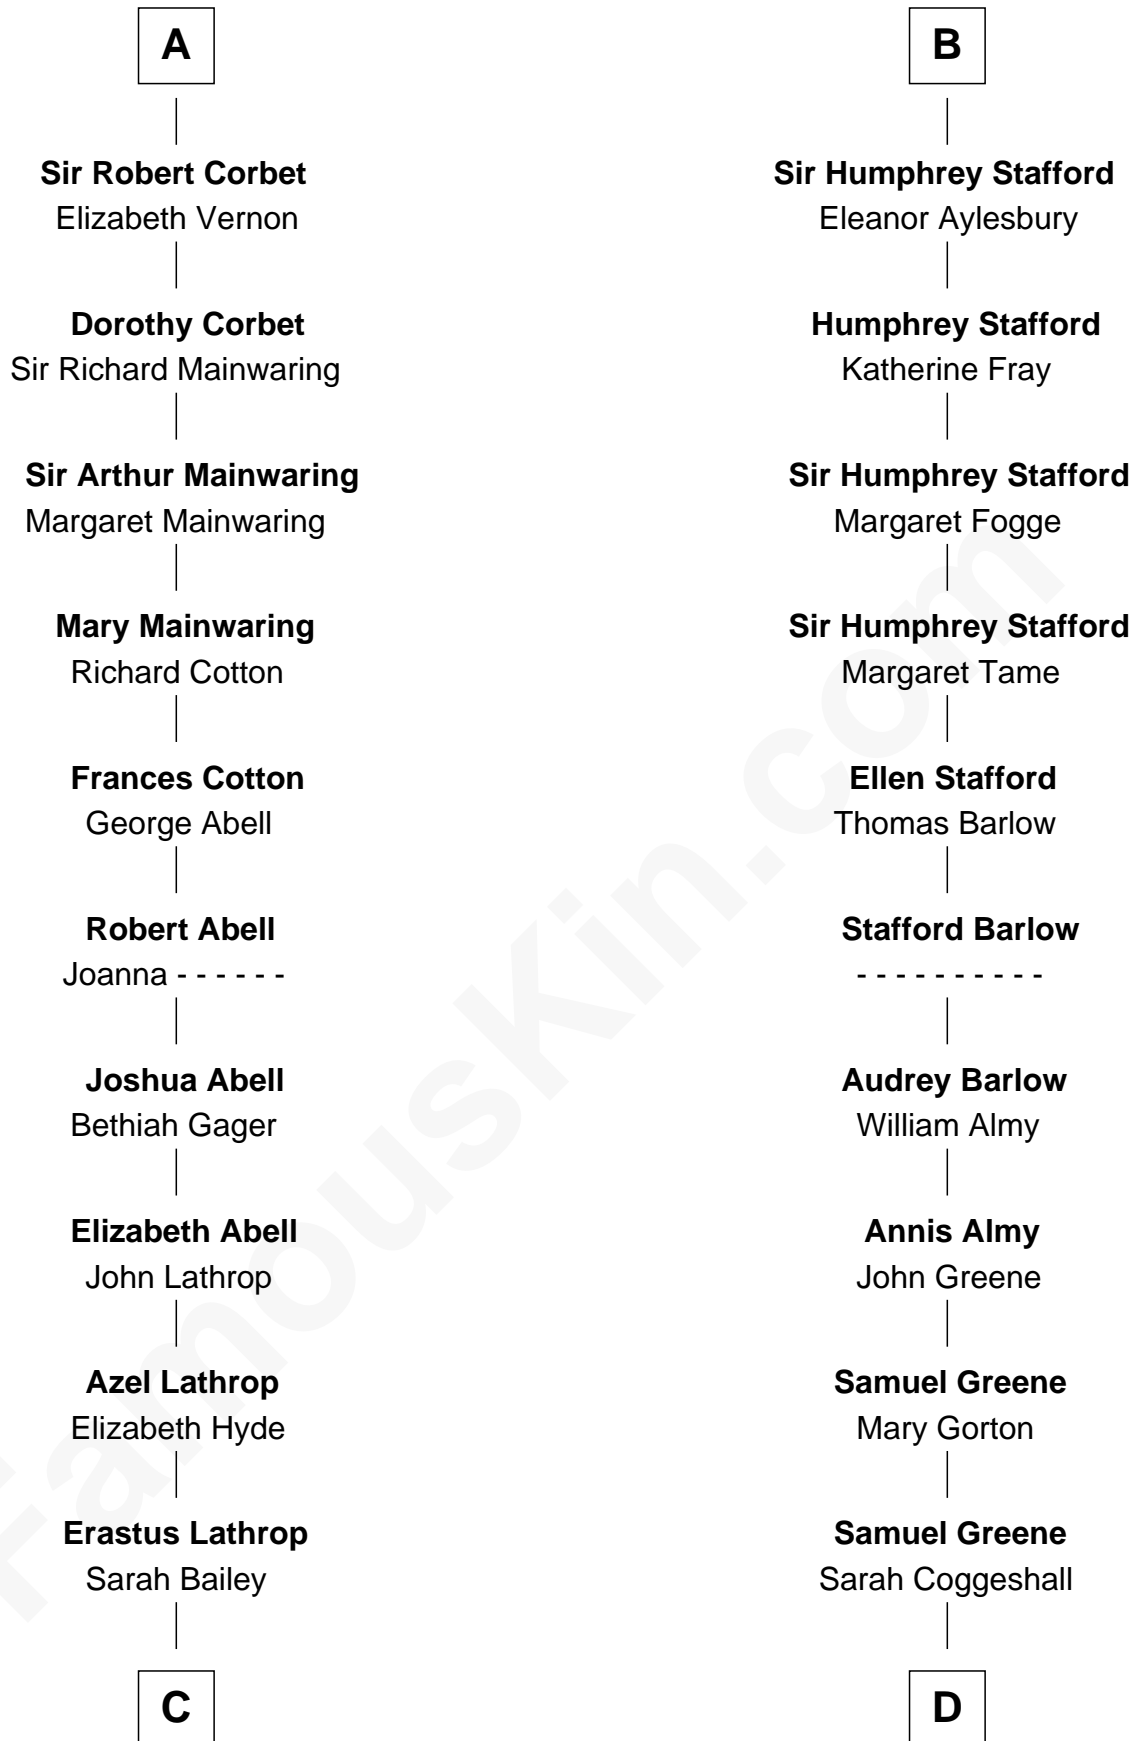 A
Sir Robert Corbet
Elizabeth Vernon
Dorothy Corbet
Sir Richard Mainwaring
Sir Arthur Mainwaring
Margaret Mainwaring
Mary Mainwaring
Richard Cotton
Frances Cotton
George Abell
Robert Abell
Joanna - - - - - -
Joshua Abell
Bethiah Gager
Elizabeth Abell
John Lathrop
Azel Lathrop
Elizabeth Hyde
Erastus Lathrop
Sarah Bailey
C
B
Sir Humphrey Stafford
Eleanor Aylesbury
Humphrey Stafford
Katherine Fray
Sir Humphrey Stafford
Margaret Fogge
Sir Humphrey Stafford
Margaret Tame
Ellen Stafford
Thomas Barlow
Stafford Barlow
- - - - - - - - - -
Audrey Barlow
William Almy
Annis Almy
John Greene
Samuel Greene
Mary Gorton
Samuel Greene
Sarah Coggeshall
D
FamousKin.com